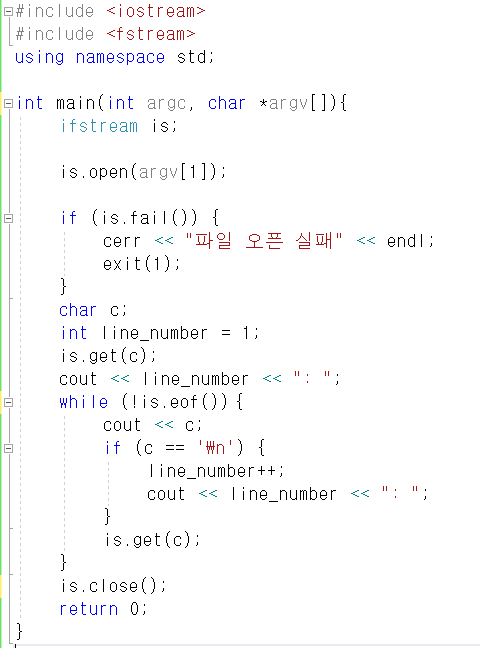 #include <iostream>
#include <fstream>
using namespace std;
int main(int argc, char *argv[]){
ifstream is;
is.open(argv[1]);
if (is.fail()) {
cerr << "파일 오픈 실패" << endl;
exit(1);
}
char c;
int line_number = 1;
is.get(c);
cout << line_number << ": ";
while (!is.eof()){
cout << c;
if (c == '₩n') {
line_number++;
cout << line_number << ": ";
}
is.get(c);
}
is.close();
return 0;
}